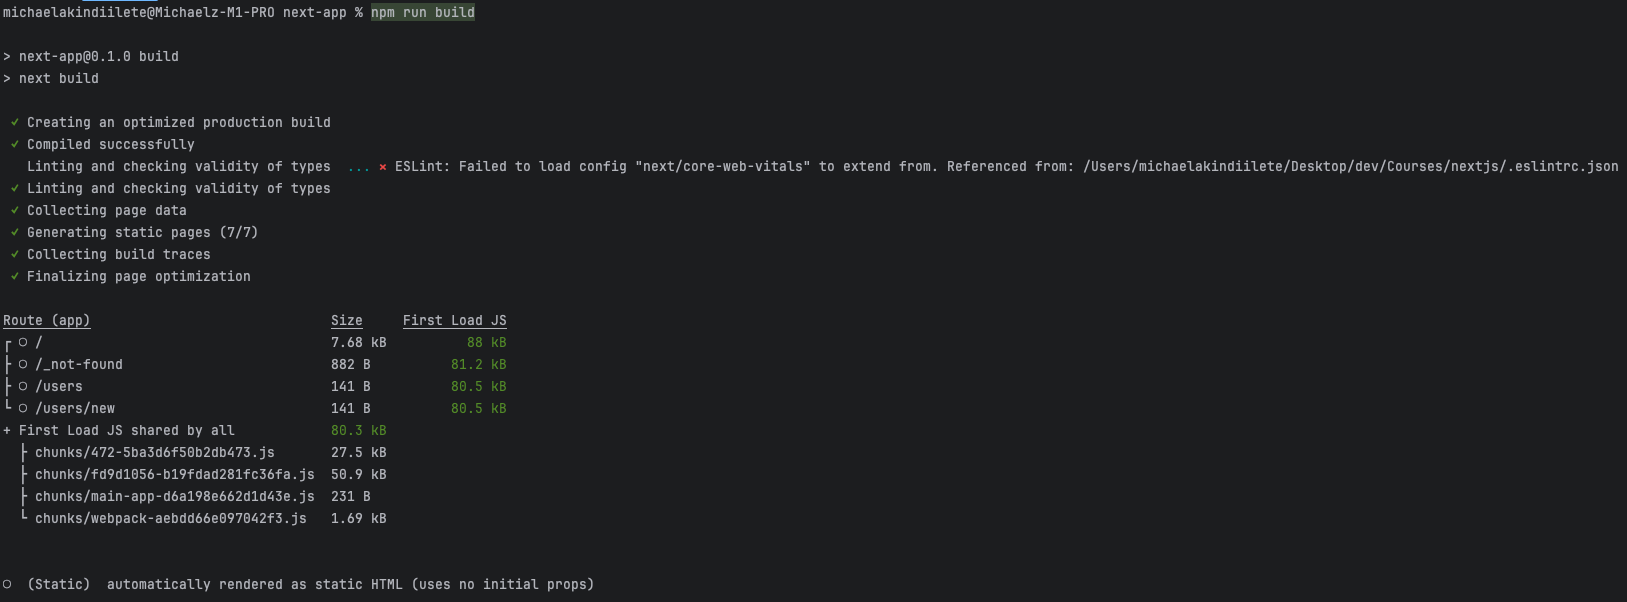 michaelakindiilete@Michaelz-M1-PRO next-app % npm run build
> next-app@0.1.0 build
> next build
✓ Creating an optimized production build
✓ Compiled successfully
Linting and checking validity of types ... × ESLint: Failed to load config "next/core-web-vitals" to extend from. Referenced from: /Users/michaelakindiilete/Desktop/dev/Courses/nextjs/.eslintrc.json
✓ Linting and checking validity of types
✓ Collecting page data
✓ Generating static pages (7/7)
✓ Collecting build traces
✓ Finalizing page optimization
Route (app) Size First Load JS
┌ ○ / 7.68 kB 88 kB
├ ○ /_not-found 882 B 81.2 kB
├ ○ /users 141 B 80.5 kB
└ ○ /users/new 141 B 80.5 kB
+ First Load JS shared by all 80.3 kB
├ chunks/472-5ba3d6f50b2db473.js 27.5 kB
├ chunks/fd9d1056-b19fdad281fc36fa.js 50.9 kB
├ chunks/main-app-d6a198e662d1d43e.js 231 B
└ chunks/webpack-aebdd66e097042f3.js 1.69 kB
○ (Static) automatically rendered as static HTML (uses no initial props)